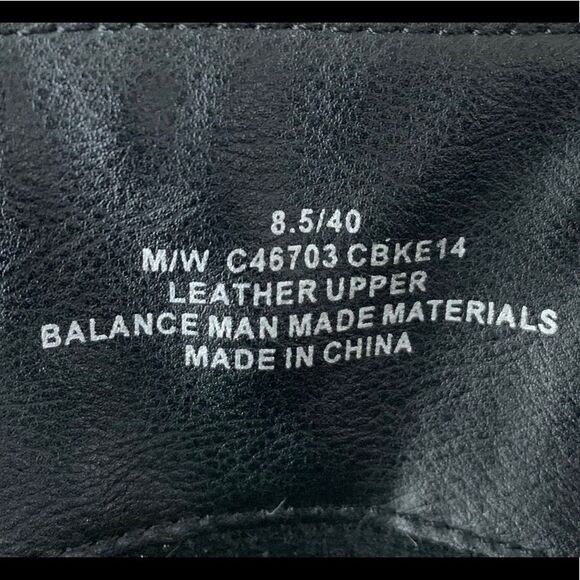 8.5/40
M/W C46703 CBKE14
LEATHER UPPER
BALANCE MAN MADE MATERIALS
MADE IN CHINA